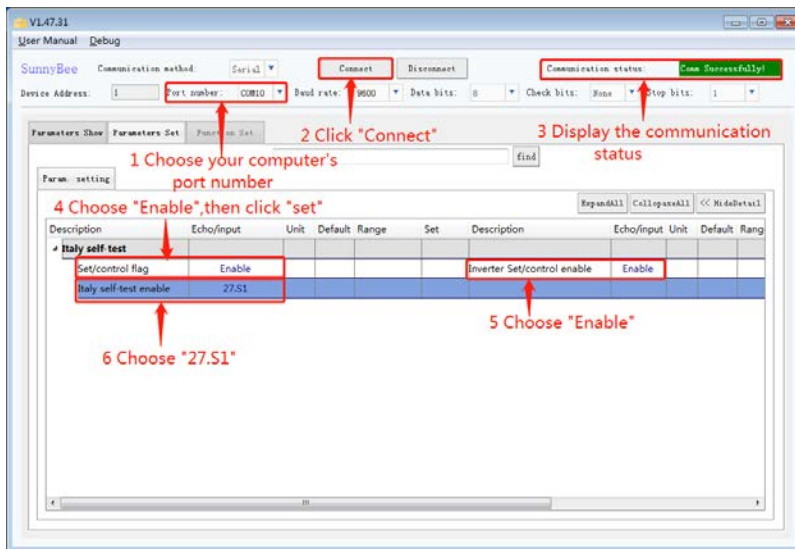 V1.47.31
User Manual Debug
SunnyBee Communication method: Serial Connect Disconnect Communication status: Comm Successfully!
Device Address: 1 Port number: COM10 Baud rate: 9600 Data bits: 8 Check bits: None Stop bits: 1
Parameters Show Parameters Set Function Set
2 Click "Connect"
3 Display the communication
status
find
1 Choose your computer's
port number
Param. setting
4 Choose "Enable",then click "set"
ExpandAll CollopaseAll << HideDetail
Description Echo/input Unit Default Range Set Description Echo/input Unit Default Rang
Italy self-test
Set/control flag Enable Inverter Set/control enable Enable
Italy self-test enable 27.S1
5 Choose "Enable"
6 Choose "27.S1"